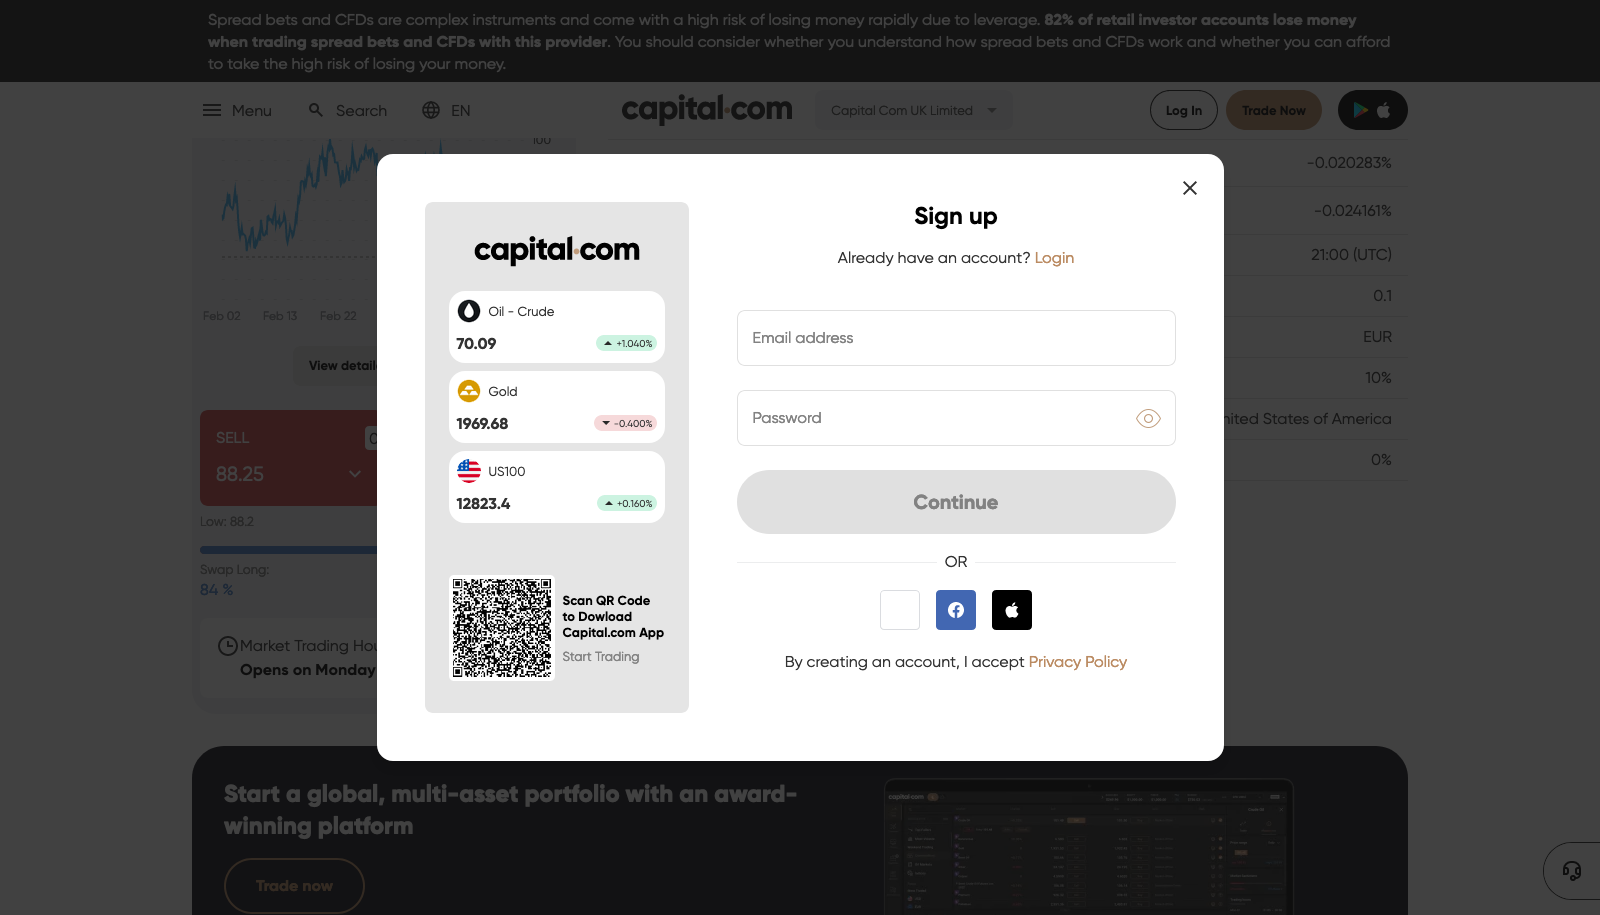 Spread bets and CFDs are complex instruments and come with a high risk of losing money rapidly due to leverage. 82% of retail investor accounts lose money
when trading spread bets and CFDs with this provider. You should consider whether you understand how spread bets and CFDs work and whether you can afford
to take the high risk of losing your money.
Menu
Search
EN
capital.com
Capital Com UK Limited
Log In
Trade Now
100
Feb 02
Feb 13
Feb 22
View detail
SELL
88.25
Low: 88.2
Swap Long:
84 %
Market Trading Hou
Opens on Monday
-0.020283%
-0.024161%
21:00 (UTC)
0.1
EUR
10%
nited States of America
0%
capital.com
Oil - Crude
70.09
+1.040%
Gold
1969.68
-0.400%
US100
12823.4
+0.160%
Scan QR Code
to Dowload
Capital.com App
Start Trading
Sign up
Already have an account? Login
Email address
Password
Continue
OR
By creating an account, I accept Privacy Policy
Start a global, multi-asset portfolio with an award-
winning platform
Trade now
capital.com